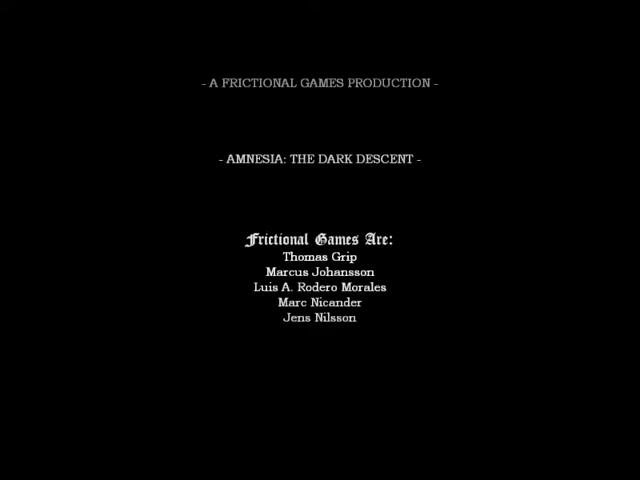 - A FRICTIONAL GAMES PRODUCTION -
- AMNESIA: THE DARK DESCENT -
Frictional Games Are:
Thomas Grip
Marcus Johansson
Luis A. Rodero Morales
Marc Nicander
Jens Nilsson